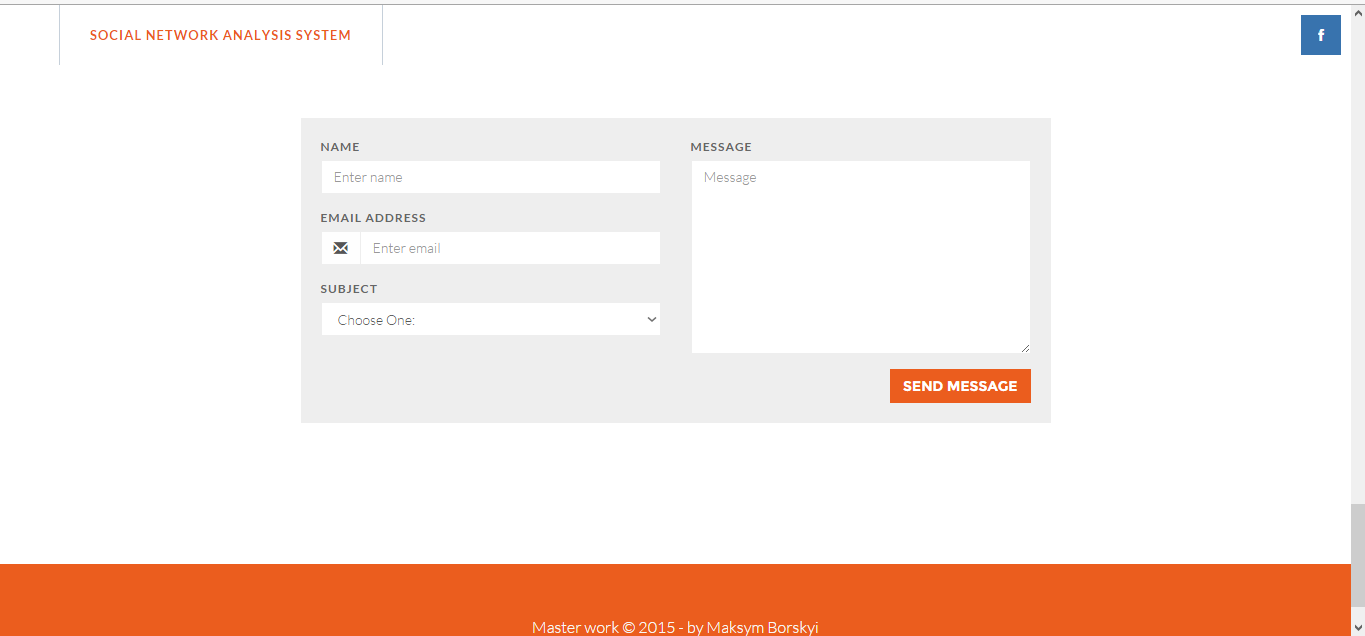 SOCIAL NETWORK ANALYSIS SYSTEM
f
NAME
Enter name
EMAIL ADDRESS
Enter email
SUBJECT
Choose One:
MESSAGE
Message
SEND MESSAGE
Master work © 2015 - by Maksym Borskyi